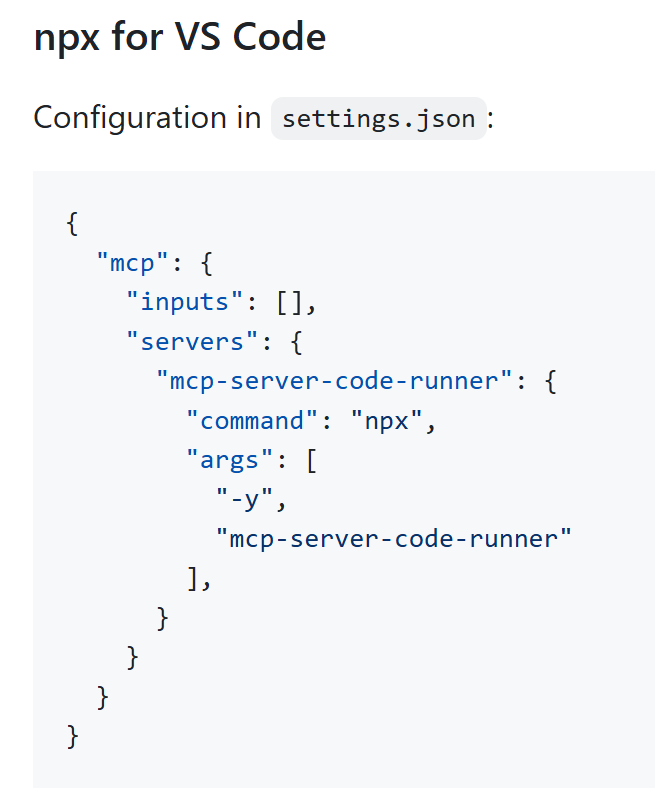 npx for VS Code
Configuration in settings.json:
{
  "mcp": {
    "inputs": [],
    "servers": {
      "mcp-server-code-runner": {
        "command": "npx",
        "args": [
          "-y",
          "mcp-server-code-runner"
        ],
      }
    }
  }
}